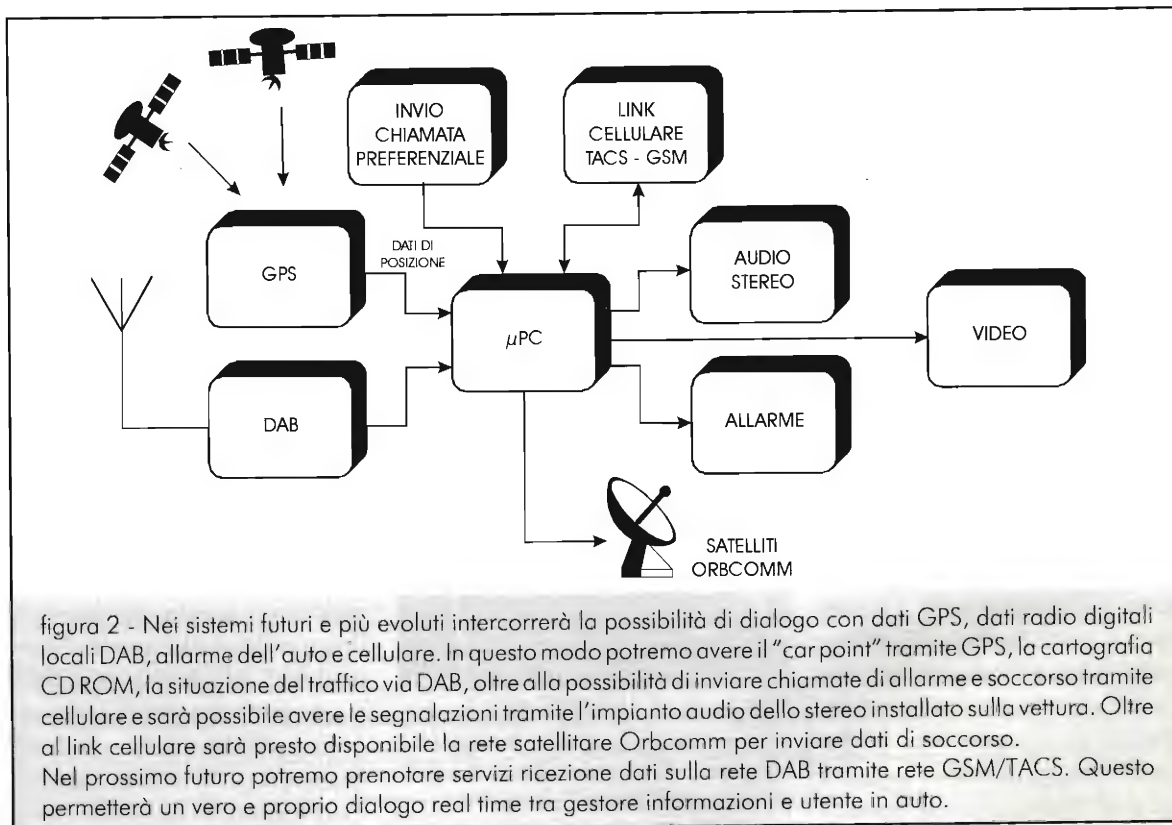 INVIO
CHIAMATA
PREFERENZIALE
LINK
CELLULARE
TACS - GSM
GPS
DATI DI
POSIZIONE
AUDIO
STEREO
µPC
VIDEO
DAB
ALLARME
SATELLITI
ORBCOMM
figura 2 - Nei sistemi futuri e più evoluti intercorrerà la possibilità di dialogo con dati GPS, dati radio digitali
locali DAB, allarme dell'auto e cellulare. In questo modo potremo avere il "car point" tramite GPS, la cartografia
CD ROM, la situazione del traffico via DAB, oltre alla possibilità di inviare chiamate di allarme e soccorso tramite
cellulare e sarà possibile avere le segnalazioni tramite l'impianto audio dello stereo installato sulla vettura. Oltre
al link cellulare sarà presto disponibile la rete satellitare Orbcomm per inviare dati di soccorso.
Nel prossimo futuro potremo prenotare servizi ricezione dati sulla rete DAB tramite rete GSM/TACS. Questo
permetterà un vero e proprio dialogo real time tra gestore informazioni e utente in auto.